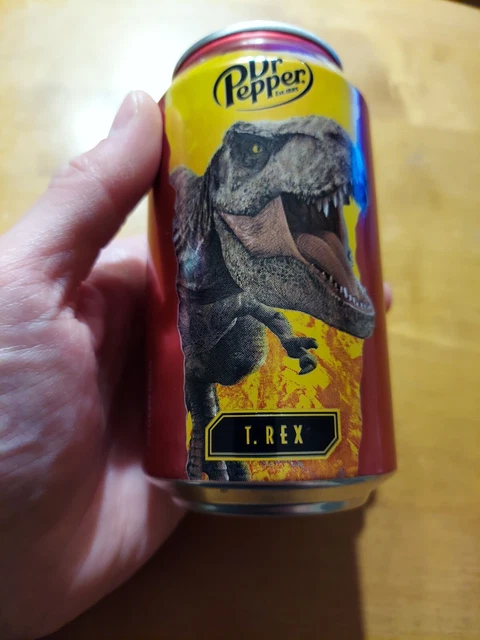 Dr
Pepper
Est. 1885
T. REX